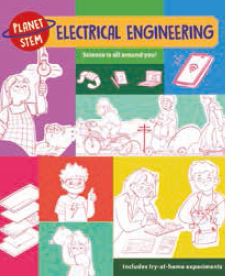 PLANET
STEM
ELECTRICAL ENGINEERING
Science is all around you!
Includes try-at-home experiments